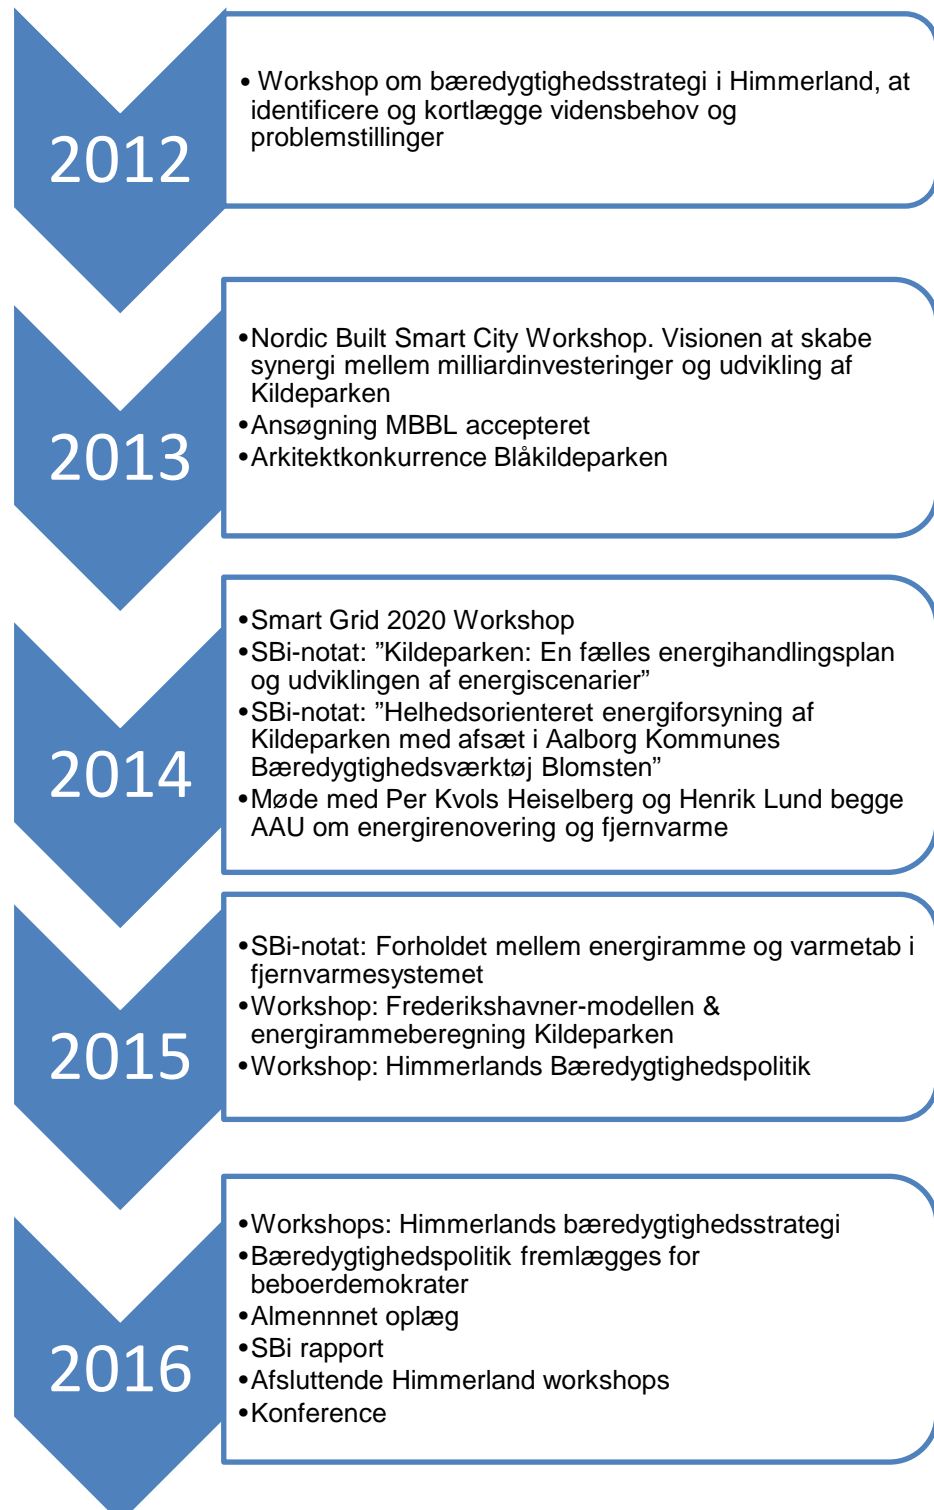 2012
• Workshop om bæredygtighedsstrategi i Himmerland, at
identificere og kortlægge vidensbehov og
problemstillinger
2013
•Nordic Built Smart City Workshop. Visionen at skabe
synergi mellem milliardinvesteringer og udvikling af
Kildeparken
•Ansøgning MBBL accepteret
•Arkitektkonkurrence Blåkildeparken
2014
•Smart Grid 2020 Workshop
•SBi-notat: ”Kildeparken: En fælles energihandlingsplan
og udviklingen af energiscenarier”
•SBi-notat: ”Helhedsorienteret energiforsyning af
Kildeparken med afsæt i Aalborg Kommunes
Bæredygtighedsværktøj Blomsten”
•Møde med Per Kvols Heiselberg og Henrik Lund begge
AAU om energirenovering og fjernvarme
2015
•SBi-notat: Forholdet mellem energiramme og varmetab i
fjernvarmesystemet
•Workshop: Frederikshavner-modellen &
energirammeberegning Kildeparken
•Workshop: Himmerlands Bæredygtighedspolitik
2016
•Workshops: Himmerlands bæredygtighedsstrategi
•Bæredygtighedspolitik fremlægges for
beboerdemokrater
•Almennnet oplæg
•SBi rapport
•Afsluttende Himmerland workshops
•Konference